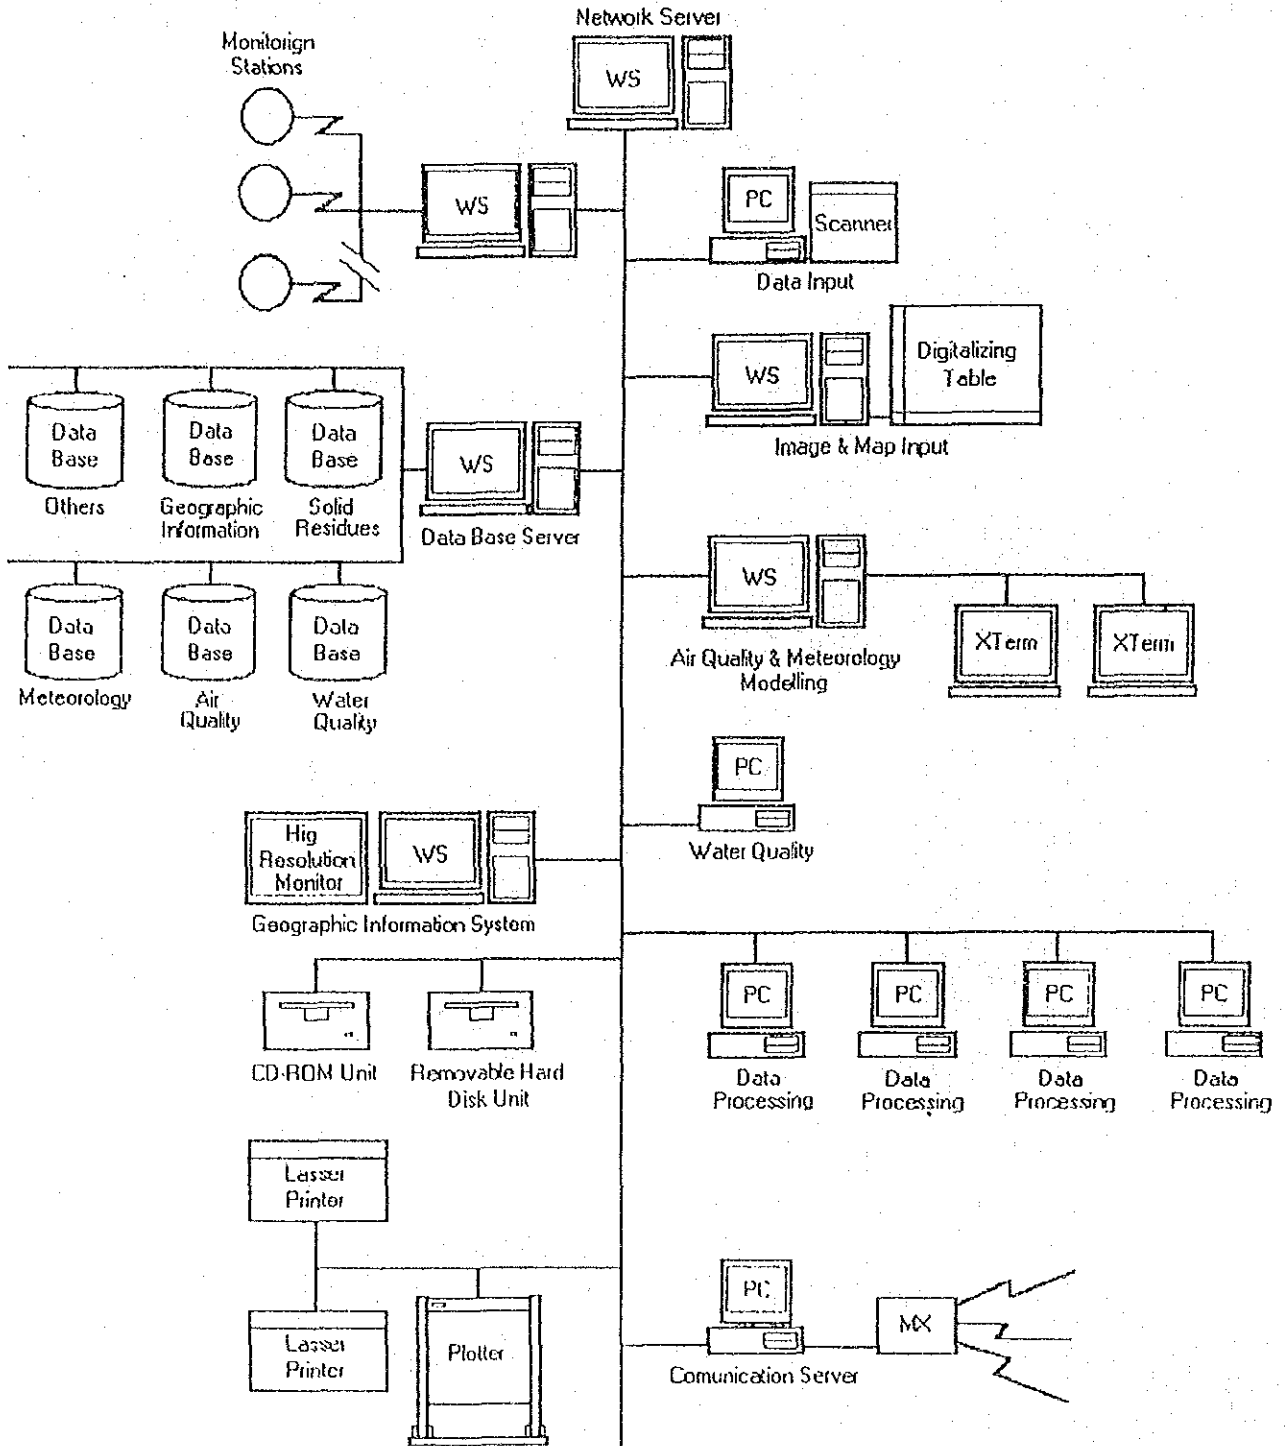 Network Server
WS
Monitorign
Stations
WS
PC
Scanner
Data Input
WS
Digitalizing
Table
Image & Map Input
Data
Base
Others
Data
Base
Geographic
Information
Data
Base
Solid
Residues
WS
Data Base Server
Data
Base
Meteorology
Data
Base
Air
Quality
Data
Base
Water
Quality
WS
Air Quality & Meteorology
Modelling
XTerm
XTerm
PC
Water Quality
Hig
Resolution
Monitor
WS
Geographic Information System
CD-ROM Unit
Removable Hard
Disk Unit
PC
Data
Processing
PC
Data
Processing
PC
Data
Processing
PC
Data
Processing
Lasser
Printer
Lasser
Printer
Plotter
PC
Comunication Server
MX